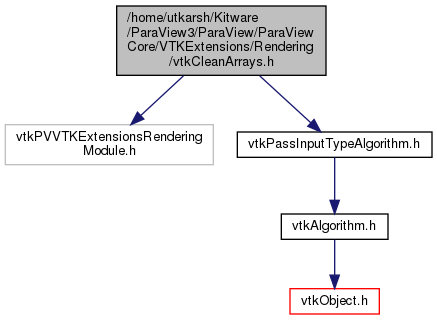 /home/utkarsh/Kitware
/ParaView3/ParaView/ParaView
Core/VTKExtensions/Rendering
/vtkCleanArrays.h
vtkPVVTKExtensionsRendering
Module.h
vtkPassInputTypeAlgorithm.h
vtkAlgorithm.h
vtkObject.h